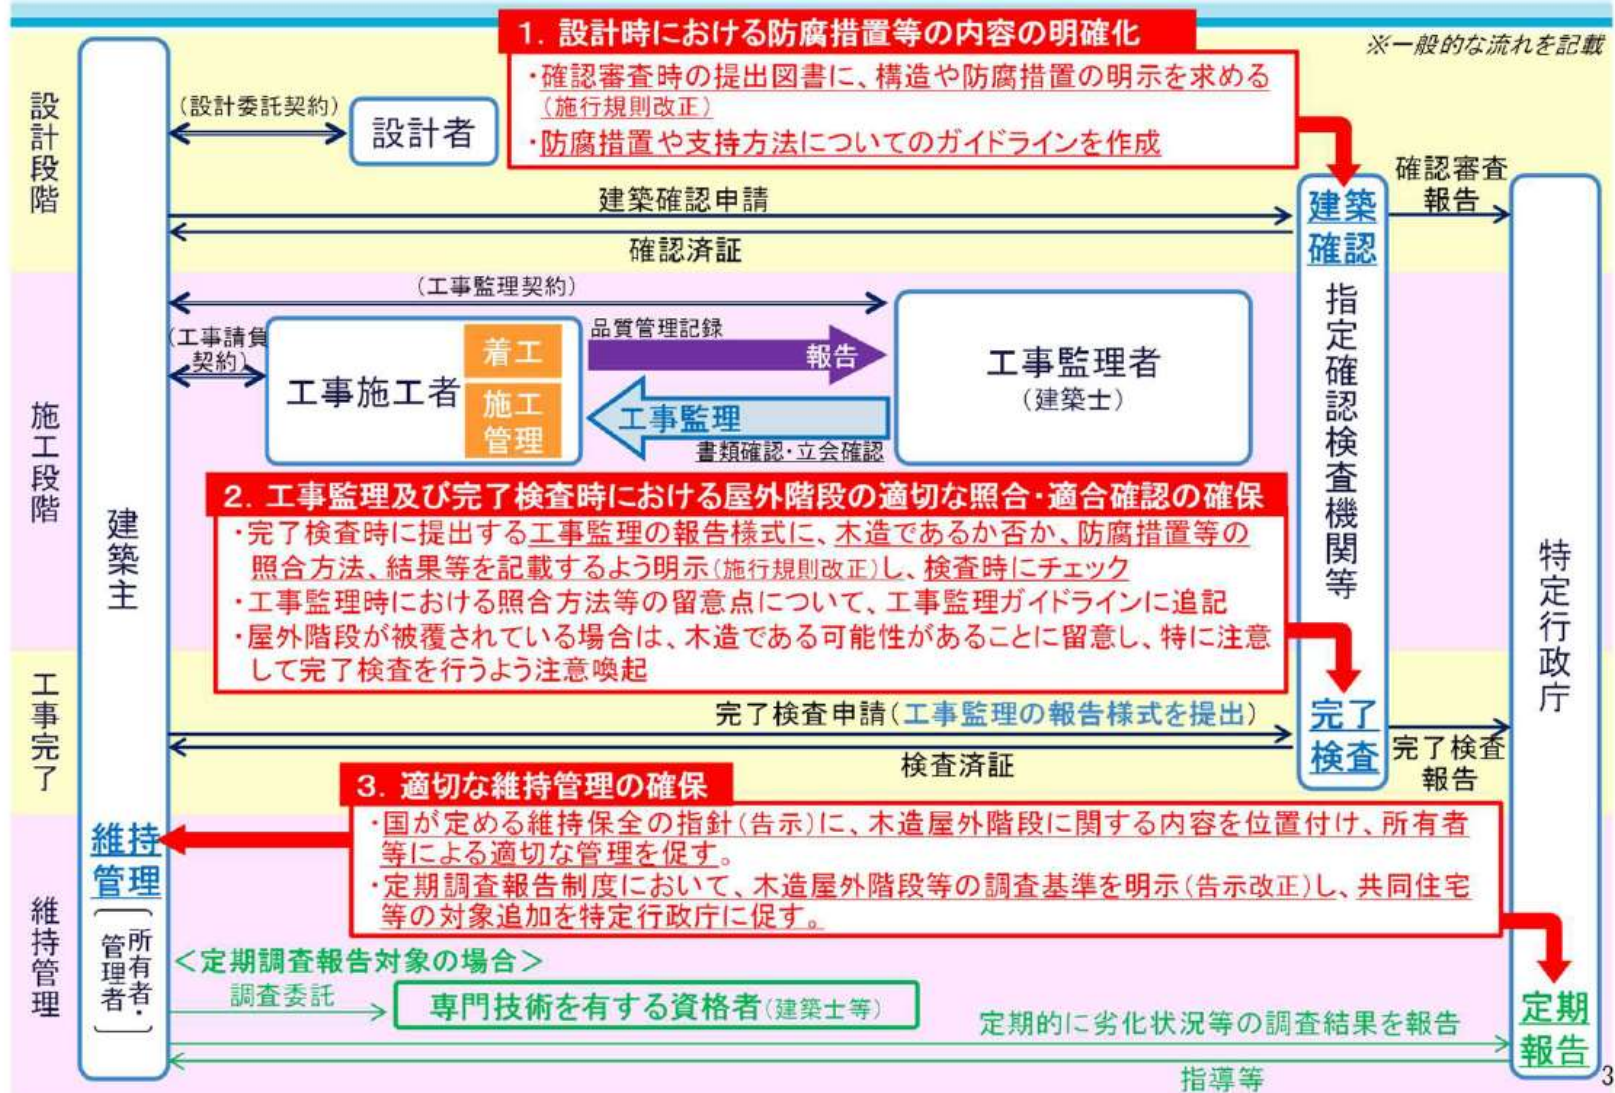 1. 設計時における防腐措置等の内容の明確化
※一般的な流れを記載
・確認審査時の提出図書に、構造や防腐措置の明示を求める
(施行規則改正)
・防腐措置や支持方法についてのガイドラインを作成
設計段階
(設計委託契約)
設計者
建築確認申請
確認済証
建築
確認
確認審査
報告
指定確認検査機関等
特定行政庁
建築主
施工段階
(工事監理契約)
(工事請負
契約)
工事施工者
着工
施工
管理
品質管理記録
報告
工事監理
書類確認・立会確認
工事監理者
(建築士)
2. 工事監理及び完了検査時における屋外階段の適切な照合・適合確認の確保
・完了検査時に提出する工事監理の報告様式に、木造であるか否か、防腐措置等の
照合方法、結果等を記載するよう明示(施行規則改正)し、検査時にチェック
・工事監理時における照合方法等の留意点について、工事監理ガイドラインに追記
・屋外階段が被覆されている場合は、木造である可能性があることに留意し、特に注意
して完了検査を行うよう注意喚起
工事完了
完了検査申請(工事監理の報告様式を提出)
検査済証
完了
検査
完了検査
報告
3. 適切な維持管理の確保
・国が定める維持保全の指針(告示)に、木造屋外階段に関する内容を位置付け、所有者
等による適切な管理を促す。
・定期調査報告制度において、木造屋外階段等の調査基準を明示(告示改正)し、共同住宅
等の対象追加を特定行政庁に促す。
維持管理
維持
管理
(所有者・
管理者)
＜定期調査報告対象の場合＞
調査委託
専門技術を有する資格者(建築士等)
定期的に劣化状況等の調査結果を報告
指導等
定期
報告
3